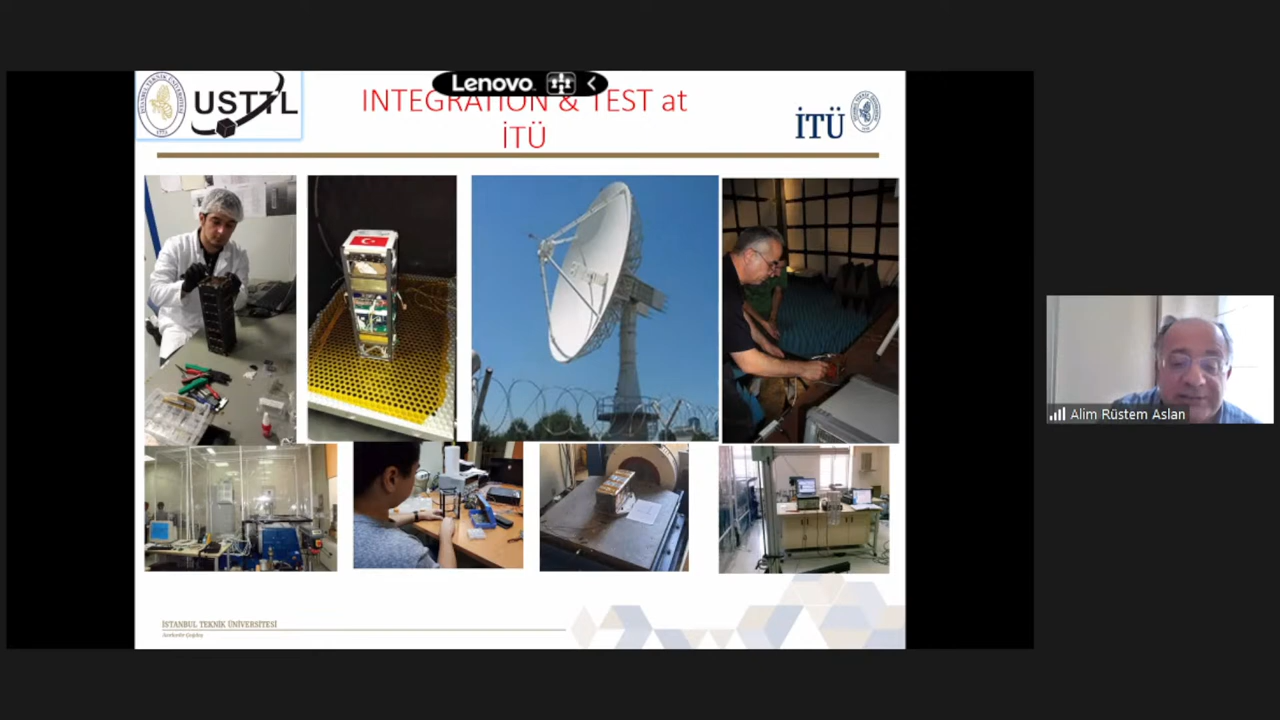 Lenovo
USTTL
INTEGRATION & TEST at
İTÜ
İTÜ
Alim Rüstem Aslan
İSTANBUL TEKNİK ÜNİVERSİTESİ